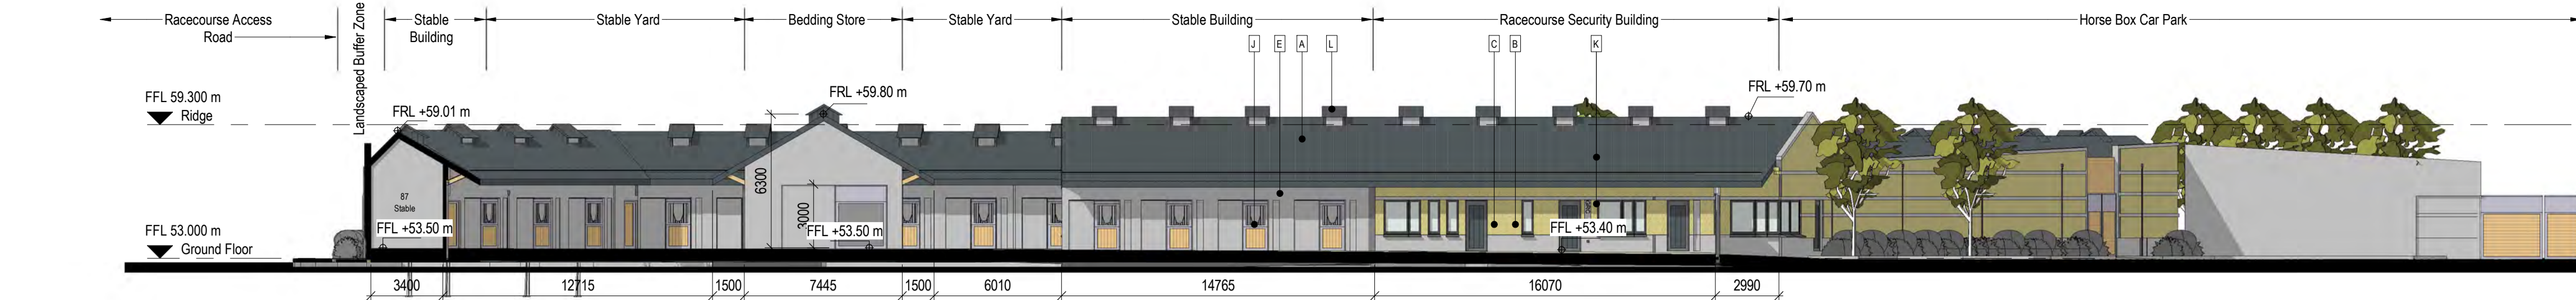 Racecourse Access
Road
Landscaped Buffer Zone
Stable
Building
Stable Yard
Bedding Store
Stable Yard
Stable Building
Racecourse Security Building
Horse Box Car Park
J
E
A
L
C
B
K
FFL 59.300 m
Ridge
FRL +59.01 m
FRL +59.80 m
FRL +59.70 m
6300
3000
87
Stable
FFL 53.000 m
Ground Floor
FFL +53.50 m
FFL +53.50 m
FFL +53.40 m
3400
12715
1500
7445
1500
6010
14765
16070
2990